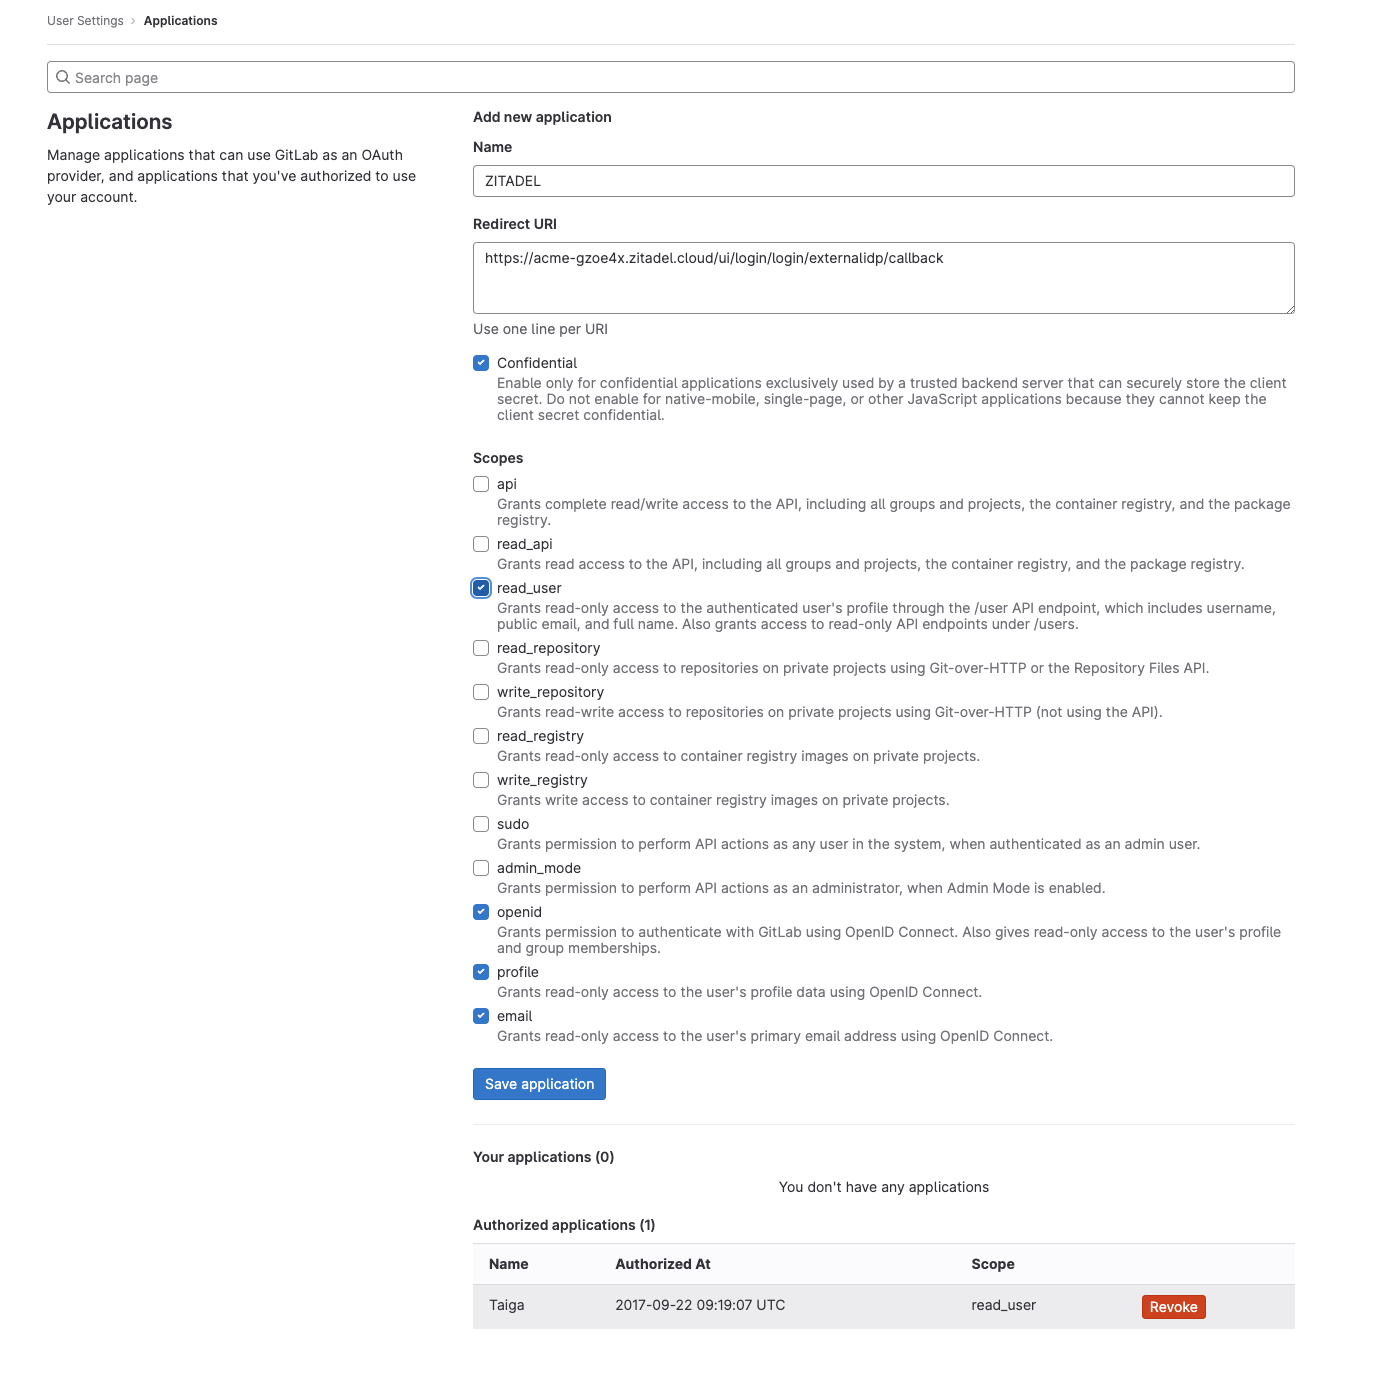 User Settings › Applications
Search page
Applications
Manage applications that can use GitLab as an OAuth
provider, and applications that you've authorized to use
your account.
Add new application
Name
ZITADEL
Redirect URI
https://acme-gzoe4x.zitadel.cloud/ui/login/login/externalidp/callback
Use one line per URI
Confidential
Enable only for confidential applications exclusively used by a trusted backend server that can securely store the client
secret. Do not enable for native-mobile, single-page, or other JavaScript applications because they cannot keep the
client secret confidential.
Scopes
api
Grants complete read/write access to the API, including all groups and projects, the container registry, and the package
registry.
read_api
Grants read access to the API, including all groups and projects, the container registry, and the package registry.
read_user
Grants read-only access to the authenticated user's profile through the /user API endpoint, which includes username,
public email, and full name. Also grants access to read-only API endpoints under /users.
read_repository
Grants read-only access to repositories on private projects using Git-over-HTTP or the Repository Files API.
write_repository
Grants read-write access to repositories on private projects using Git-over-HTTP (not using the API).
read_registry
Grants read-only access to container registry images on private projects.
write_registry
Grants write access to container registry images on private projects.
sudo
Grants permission to perform API actions as any user in the system, when authenticated as an admin user.
admin_mode
Grants permission to perform API actions as an administrator, when Admin Mode is enabled.
openid
Grants permission to authenticate with GitLab using OpenID Connect. Also gives read-only access to the user's profile
and group memberships.
profile
Grants read-only access to the user's profile data using OpenID Connect.
email
Grants read-only access to the user's primary email address using OpenID Connect.
Save application
Your applications (0)
You don't have any applications
Authorized applications (1)
Name Authorized At Scope
Taiga 2017-09-22 09:19:07 UTC read_user Revoke